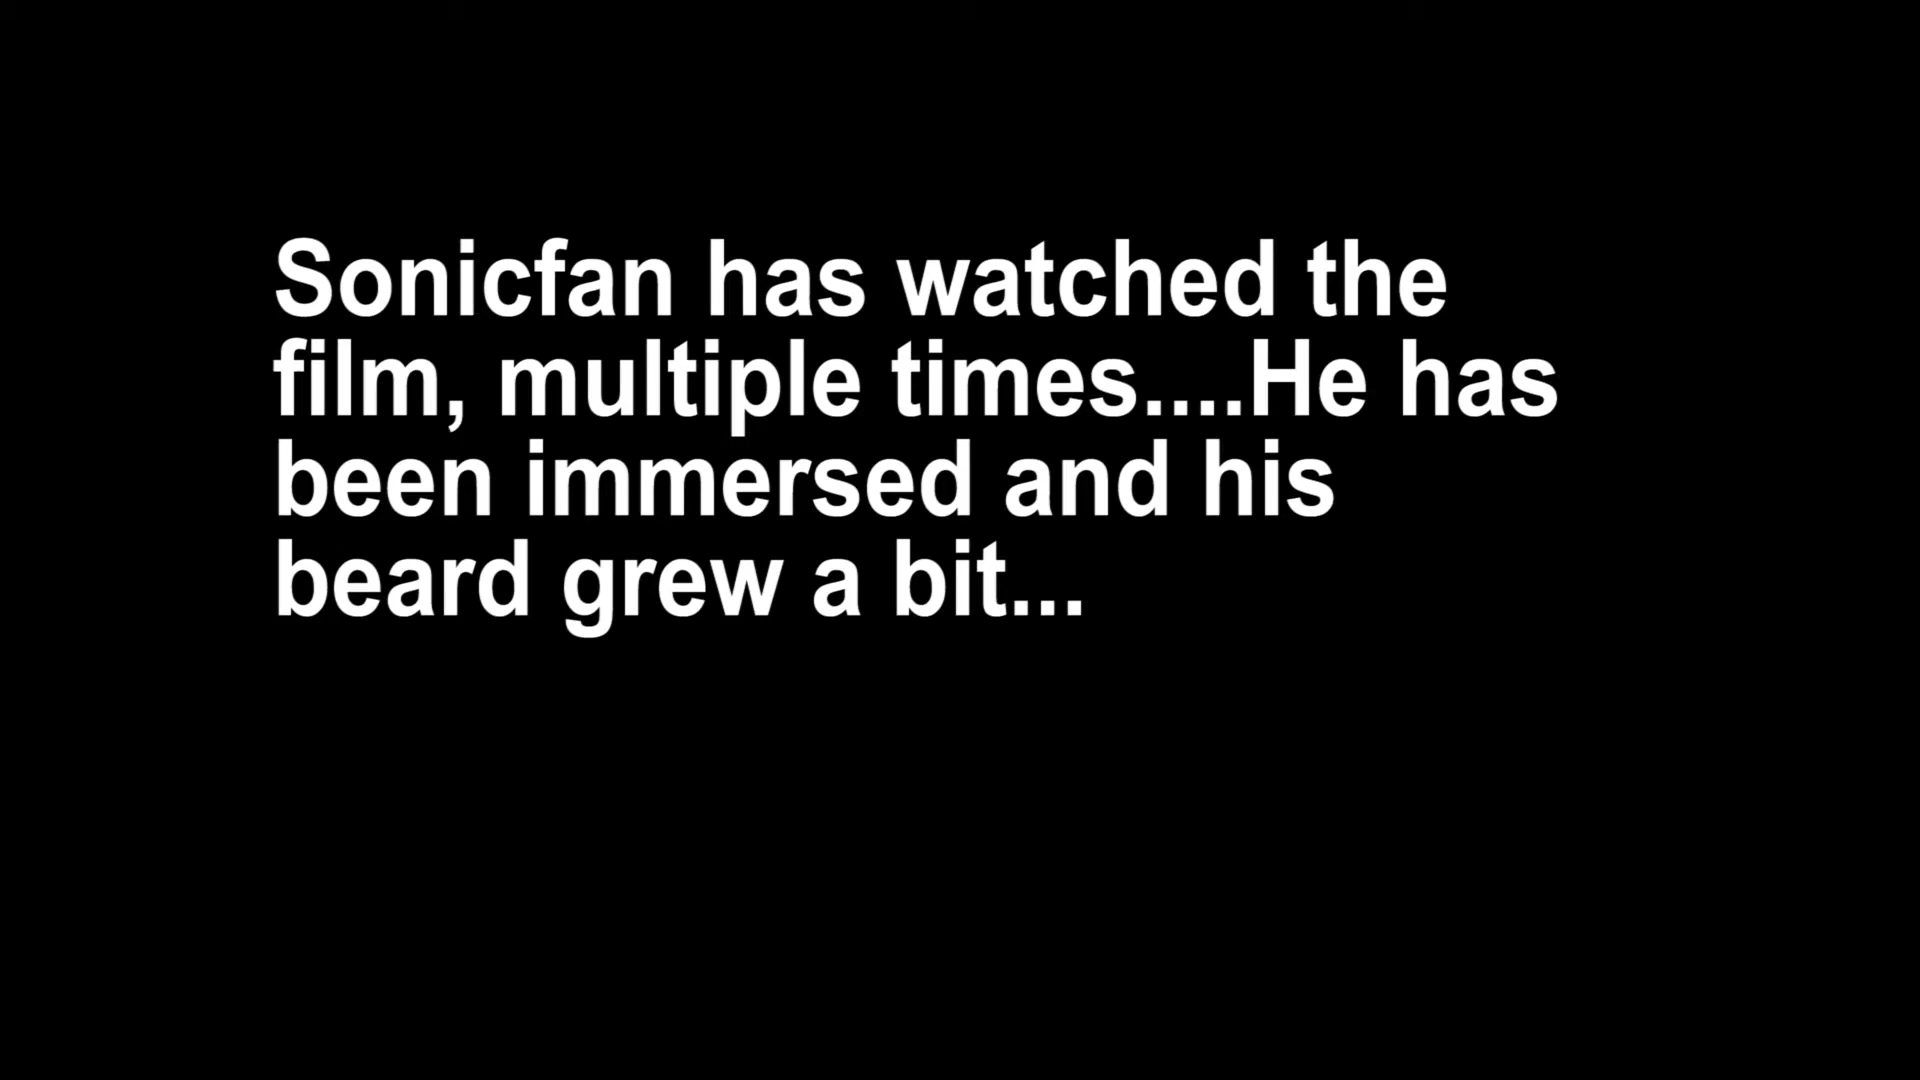 Sonicfan has watched the
film, multiple times....He has
been immersed and his
beard grew a bit...